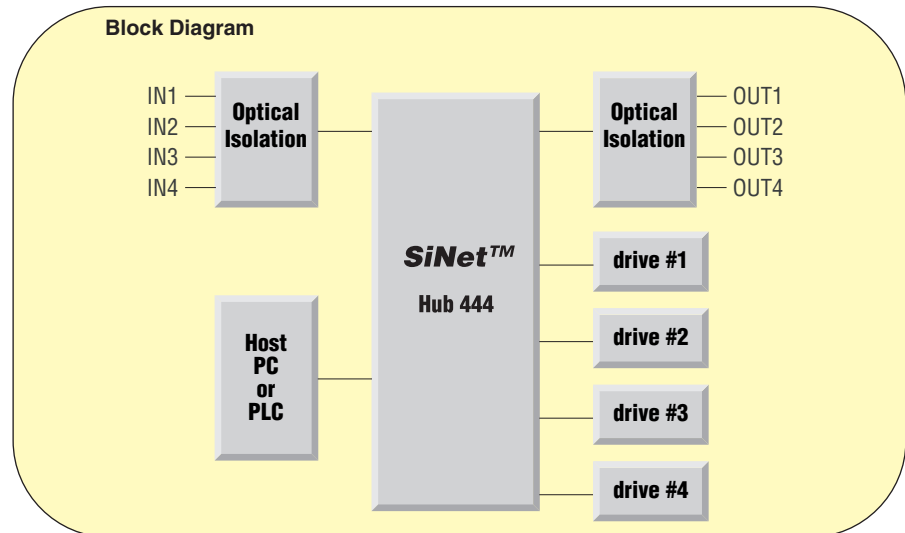 Block Diagram
IN1
IN2
IN3
IN4
Optical
Isolation
SiNet™
Hub 444
Host
PC
or
PLC
Optical
Isolation
OUT1
OUT2
OUT3
OUT4
drive #1
drive #2
drive #3
drive #4